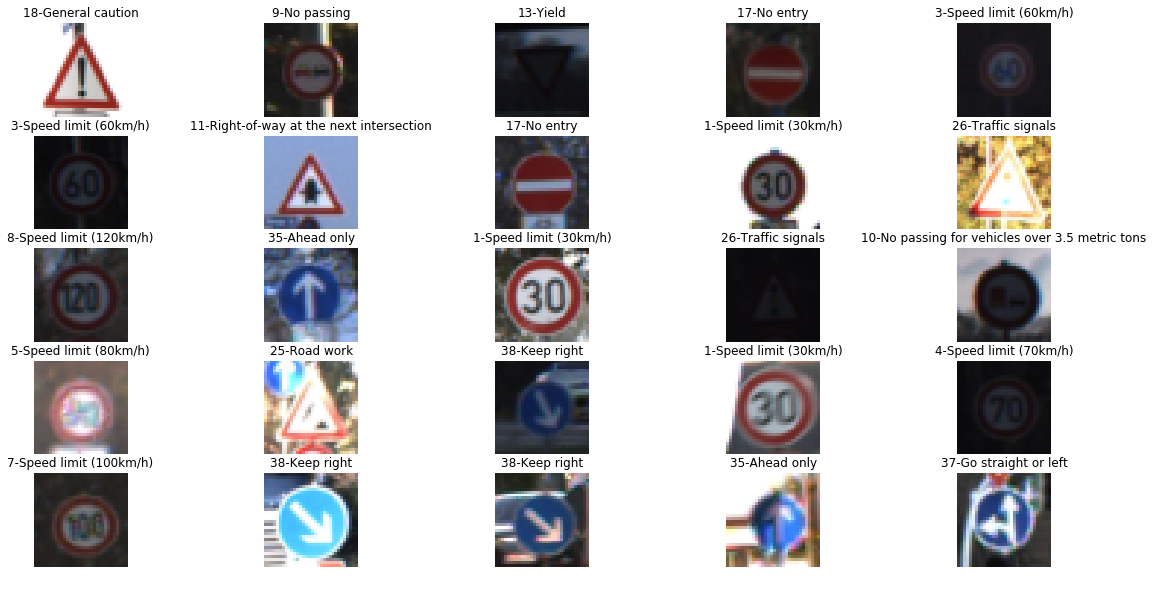 18-General caution
9-No passing
13-Yield
17-No entry
3-Speed limit (60km/h)
60
3-Speed limit (60km/h)
11-Right-of-way at the next intersection
17-No entry
1-Speed limit (30km/h)
26-Traffic signals
60
30
8-Speed limit (120km/h)
35-Ahead only
1-Speed limit (30km/h)
26-Traffic signals
10-No passing for vehicles over 3.5 metric tons
120
30
5-Speed limit (80km/h)
25-Road work
38-Keep right
1-Speed limit (30km/h)
4-Speed limit (70km/h)
30
70
7-Speed limit (100km/h)
38-Keep right
38-Keep right
35-Ahead only
37-Go straight or left
100